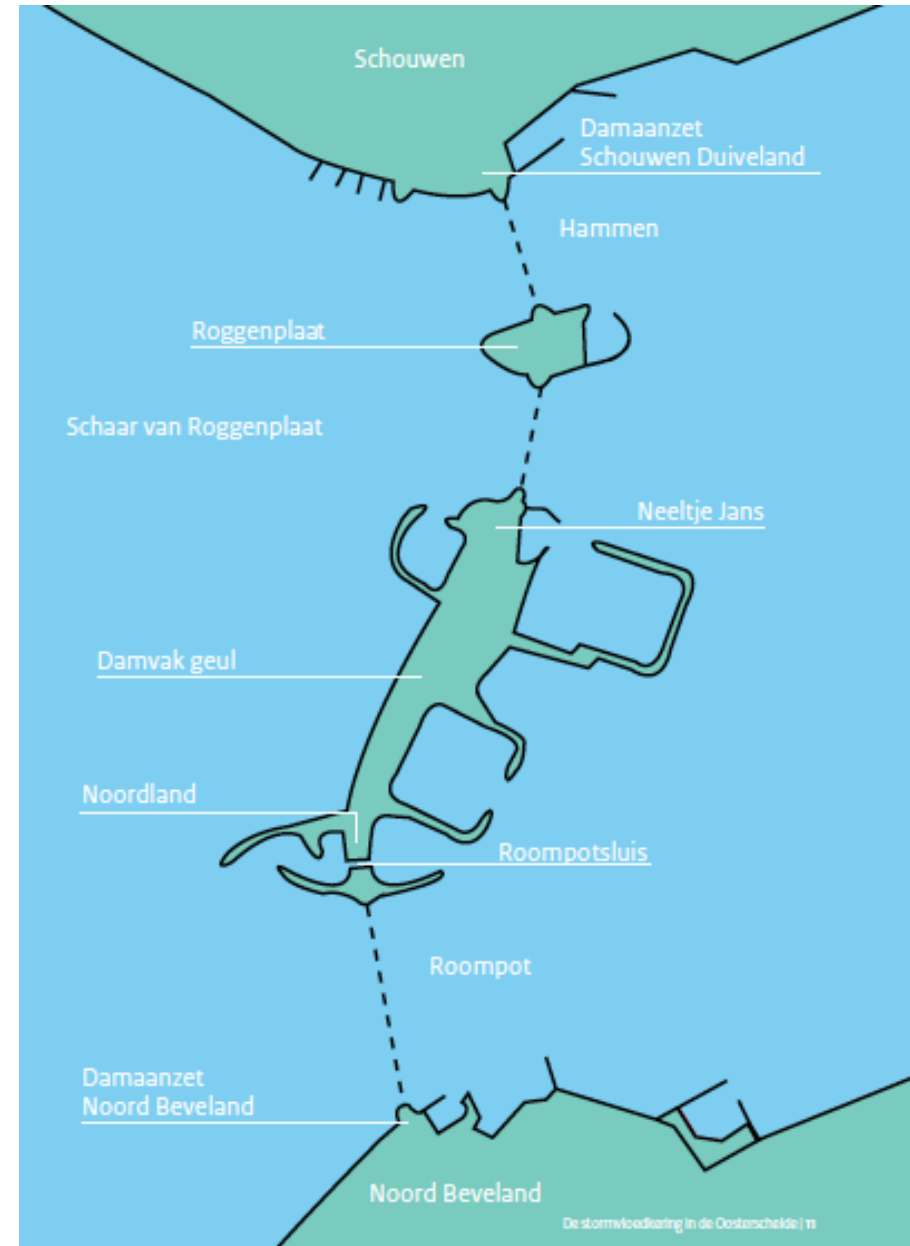 Schouwen
Damaanzet
Schouwen Duiveland
Hammen
Roggenplaat
Schaar van Roggenplaat
Neeltje Jans
Damvak geul
Noordland
Roompotsluis
Roompot
Damaanzet
Noord Beveland
Noord Beveland
De stormvloedkering in de Oosterschelde | 11